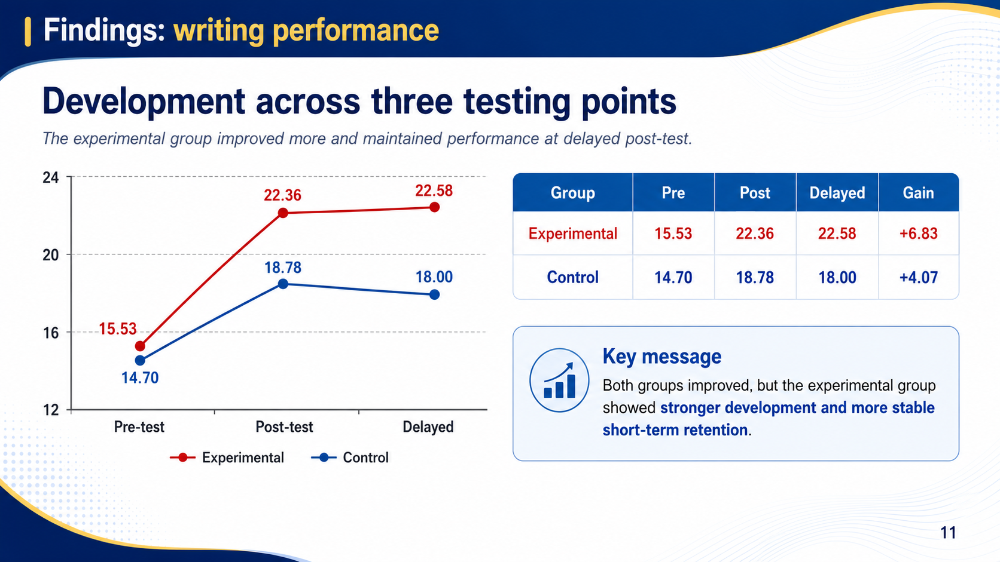 Findings: writing performance
Development across three testing points
The experimental group improved more and maintained performance at delayed post-test.
24
20
16
12
22.36
22.58
18.78
18.00
15.53
14.70
Pre-test Post-test Delayed
Experimental Control
Group Pre Post Delayed Gain
Experimental 15.53 22.36 22.58 +6.83
Control 14.70 18.78 18.00 +4.07
Key message
Both groups improved, but the experimental group
showed stronger development and more stable
short-term retention.
11